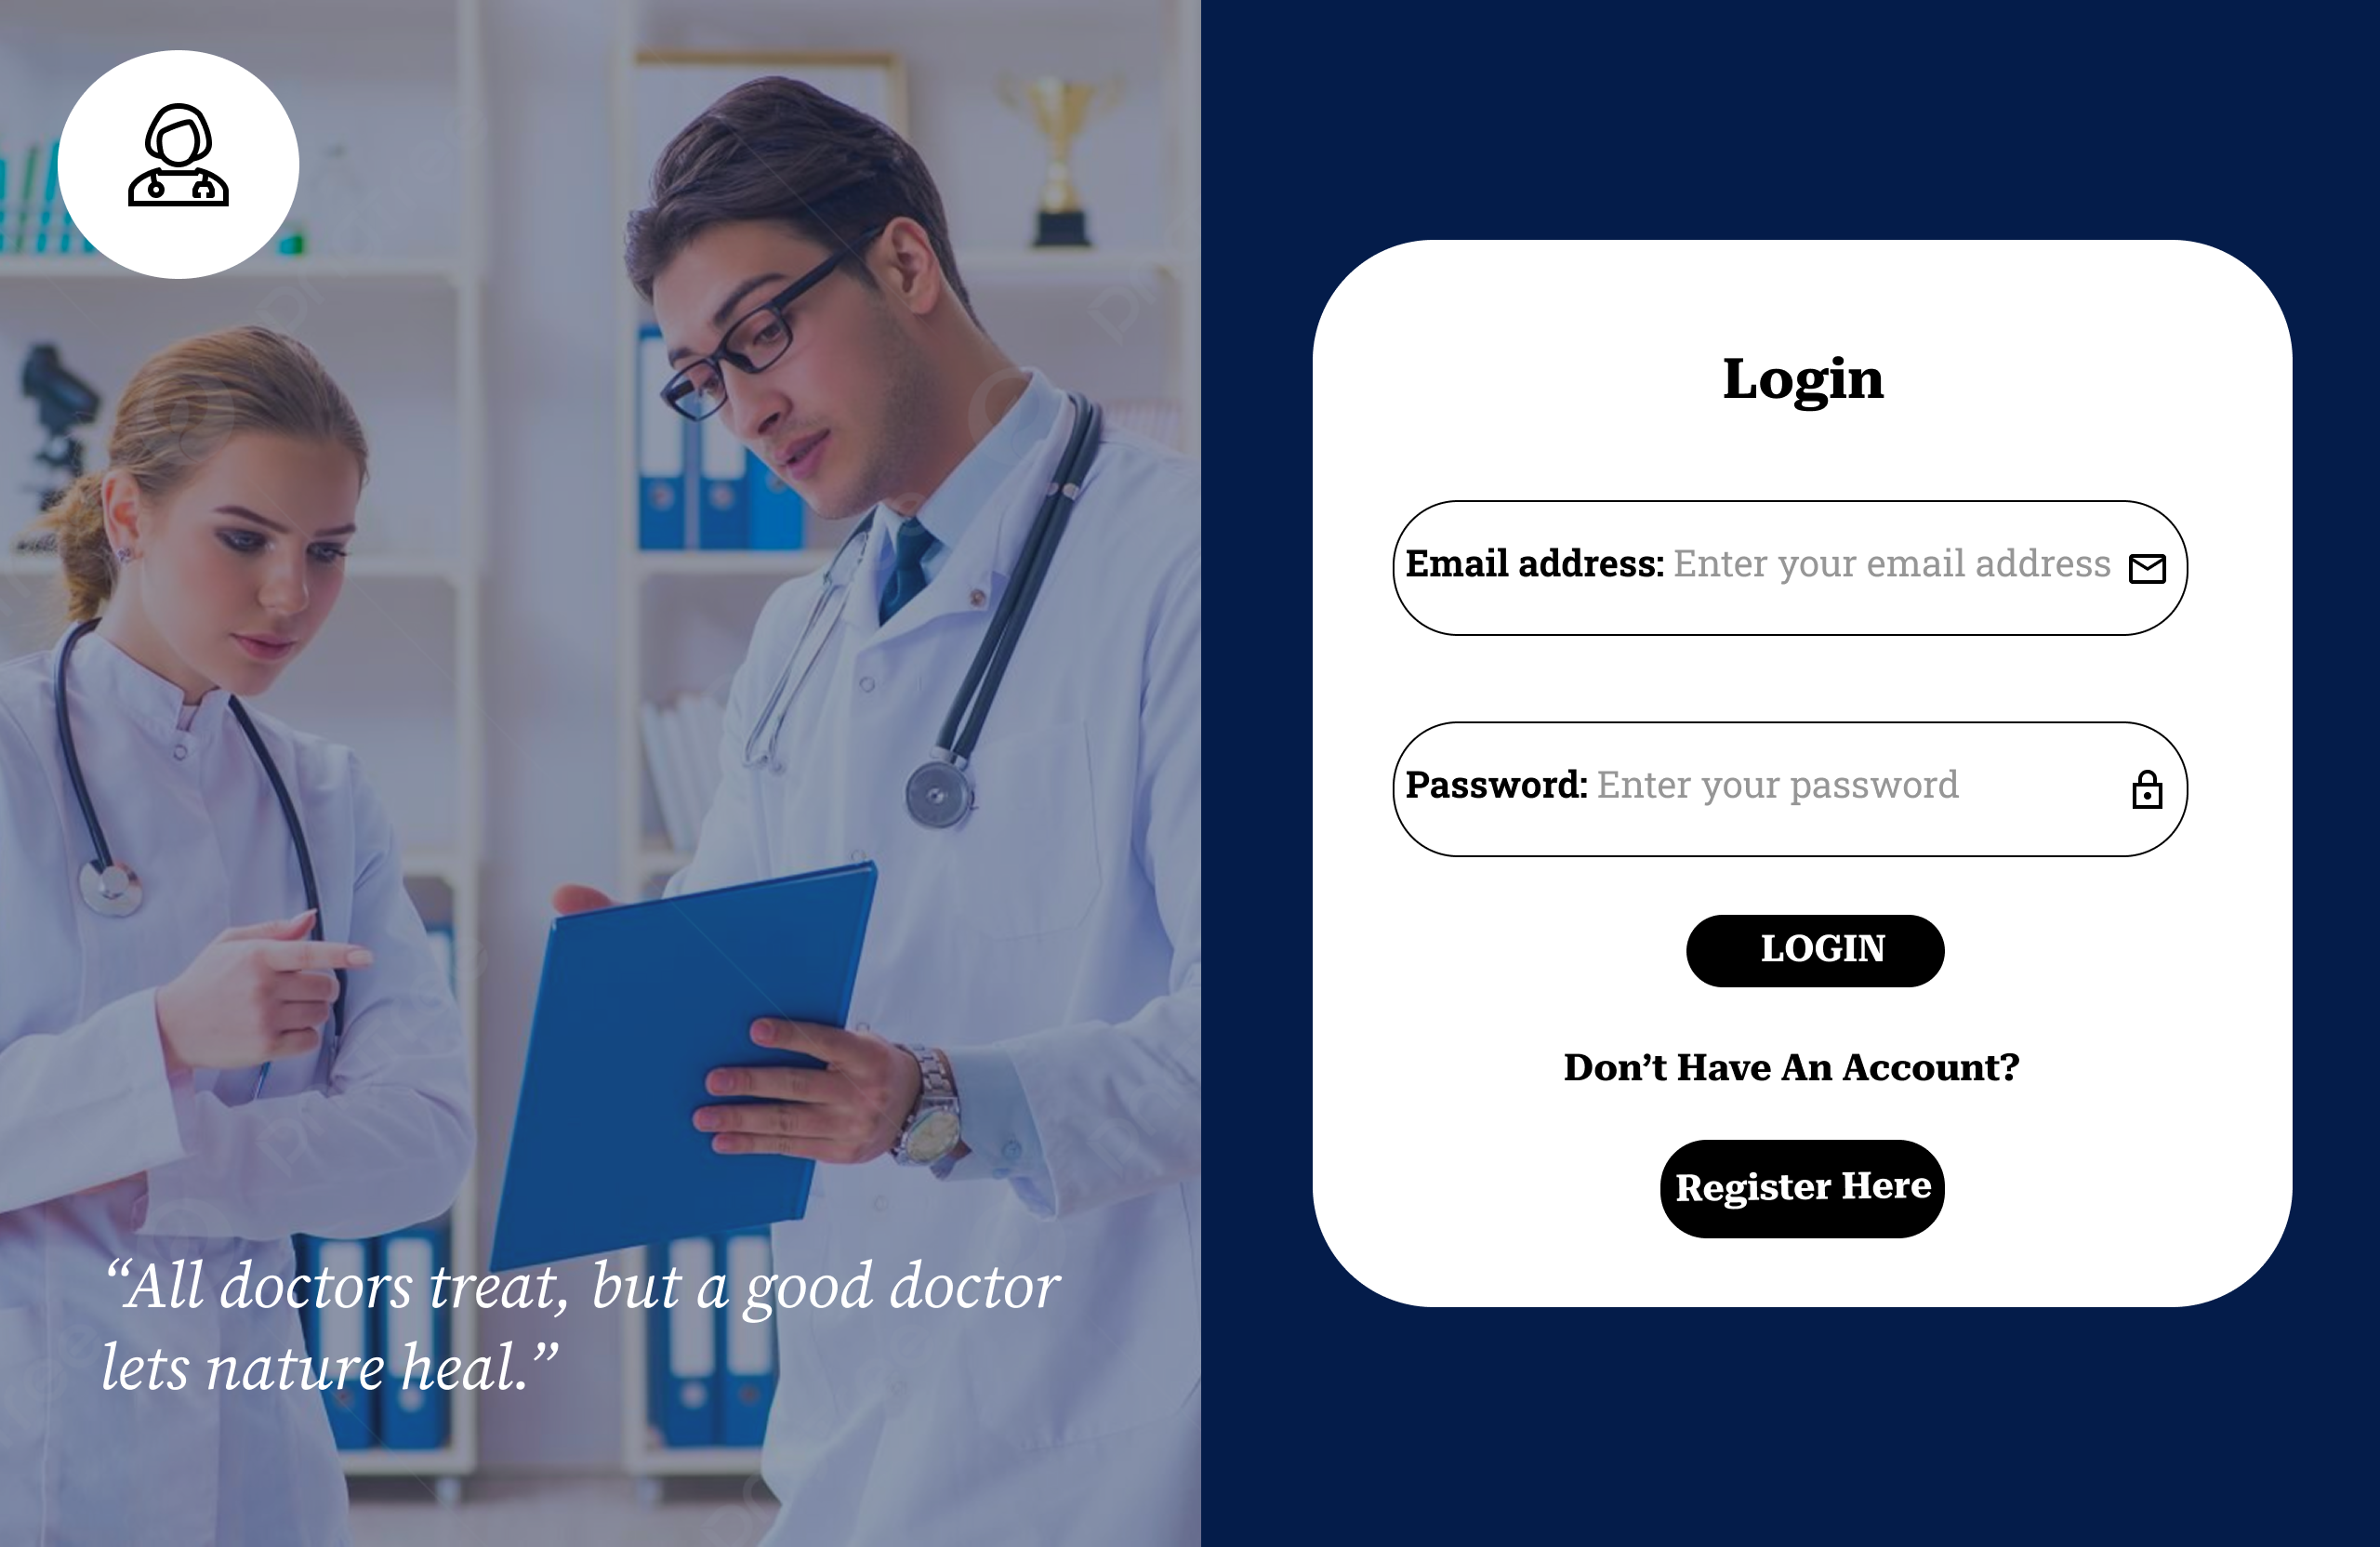 “All doctors treat, but a good doctor
lets nature heal.”
Login
Email address: Enter your email address
Password: Enter your password
LOGIN
Don’t Have An Account?
Register Here